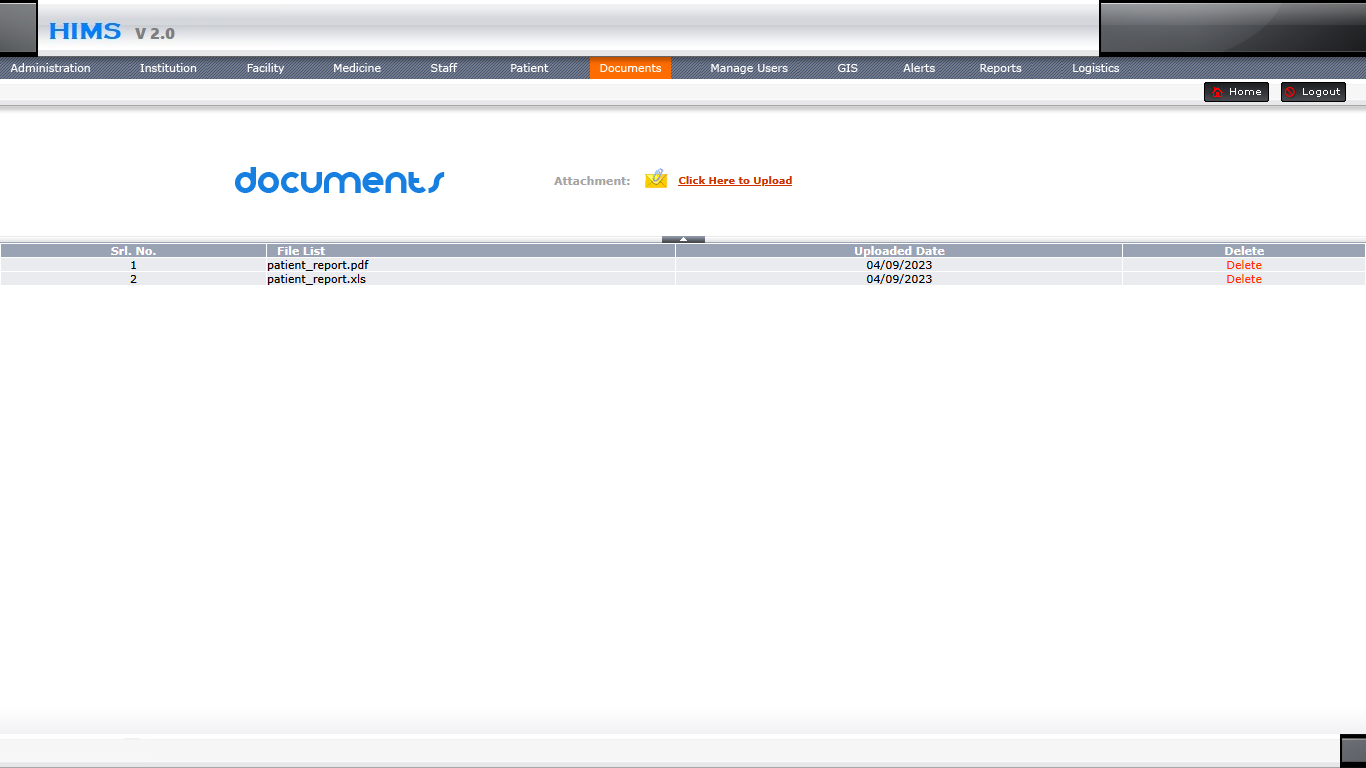 HIMS V 2.0
Administration Institution Facility Medicine Staff Patient Documents Manage Users GIS Alerts Reports Logistics
Home Logout
documents Attachment: Click Here to Upload
Srl. No. File List Uploaded Date Delete
1 patient_report.pdf 04/09/2023 Delete
2 patient_report.xls 04/09/2023 Delete